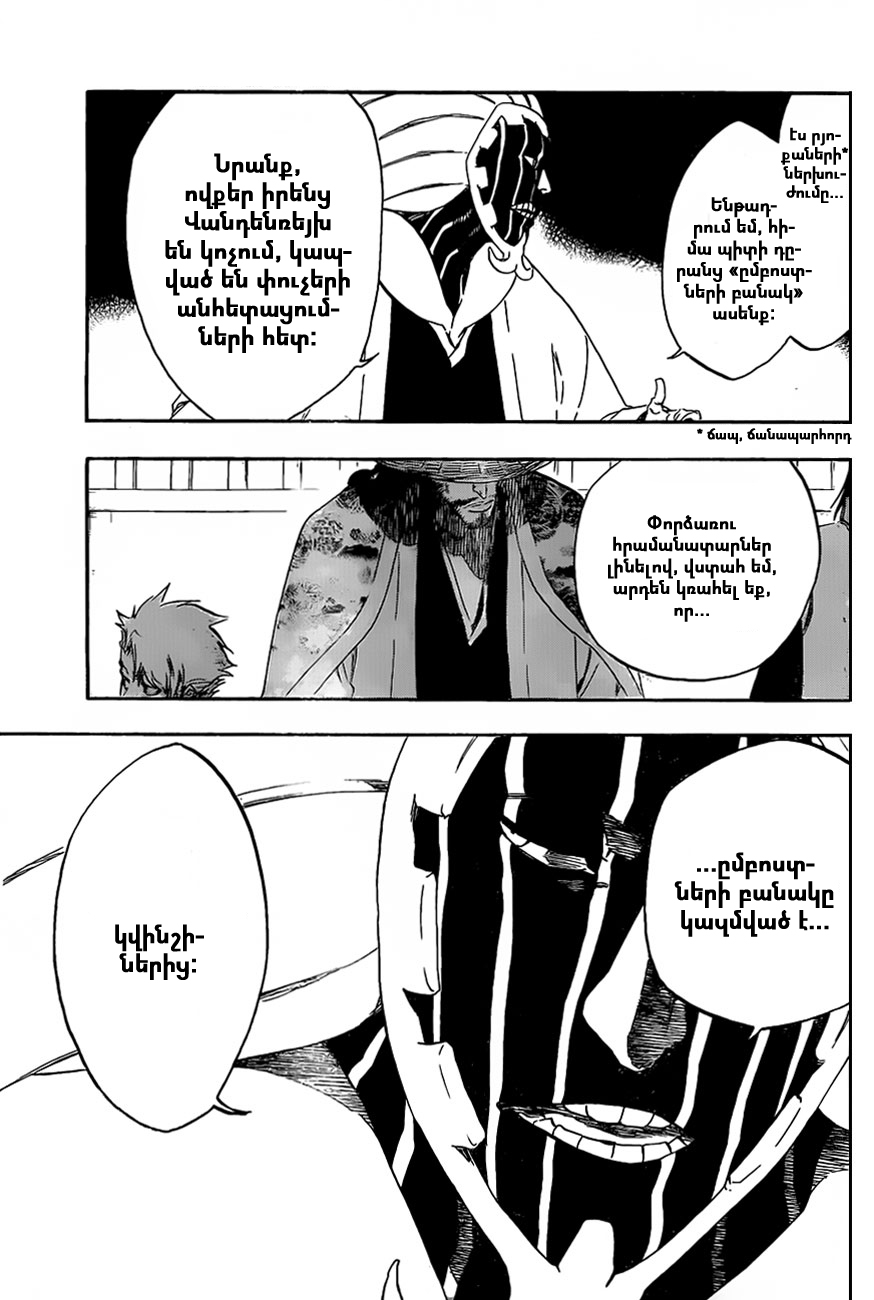 էս րյո-
քաների*
ներխու-
ժումը...
Ենթադ-
րում եմ, հի-
մա պիտի դը-
րանց «ըմբոստ-
ների բանակ»
ասենք:
Նրանք,
ովքեր իրենց
Վանդենռեյխ
են կոչում, կապ-
ված են փուչերի
անհետացում-
ների հետ:
* ճապ, ճանապարհորդ
Փորձառու
հրամանատարներ
լինելով, վստահ եմ,
արդեն կռահել եք,
որ...
...ըմբոստ-
ների բանակը
կազմված է...
կվինշի-
ներից: